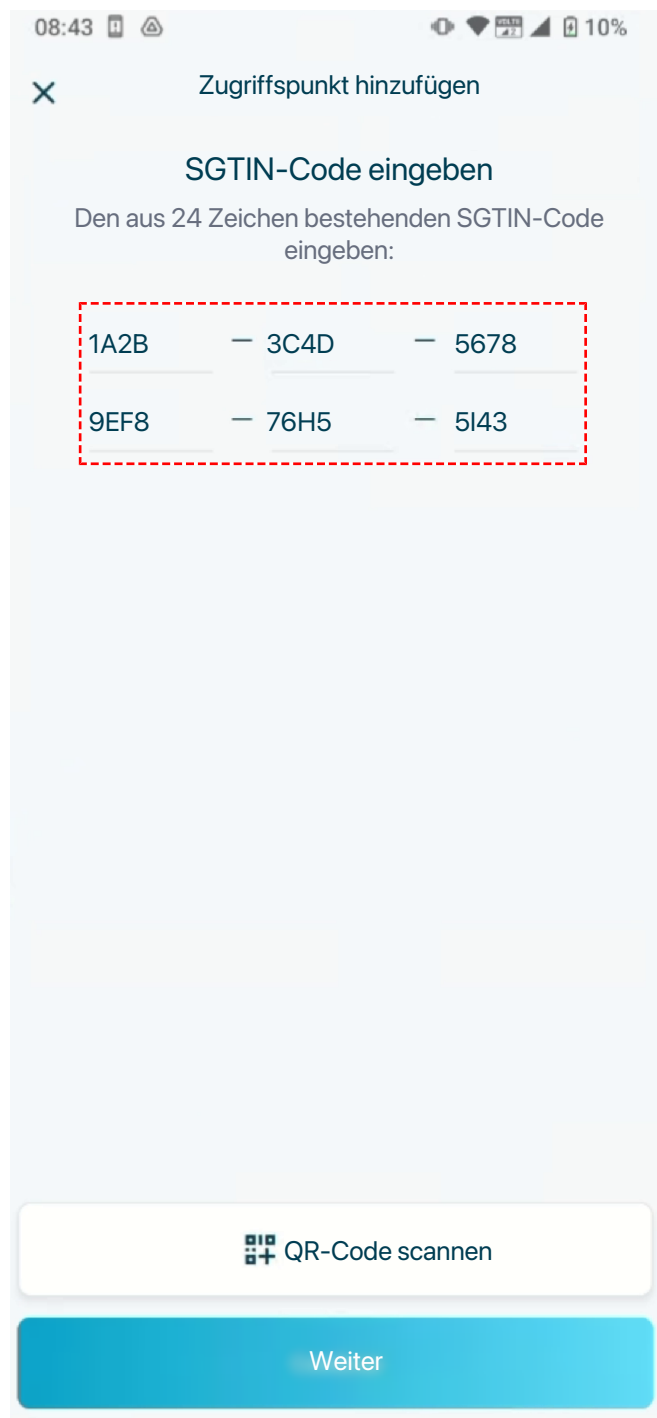 08:43 10%
Zugriffspunkt hinzufügen
SGTIN-Code eingeben
Den aus 24 Zeichen bestehenden SGTIN-Code
eingeben:
1A2B – 3C4D – 5678
9EF8 – 76H5 – 5I43
QR-Code scannen
Weiter